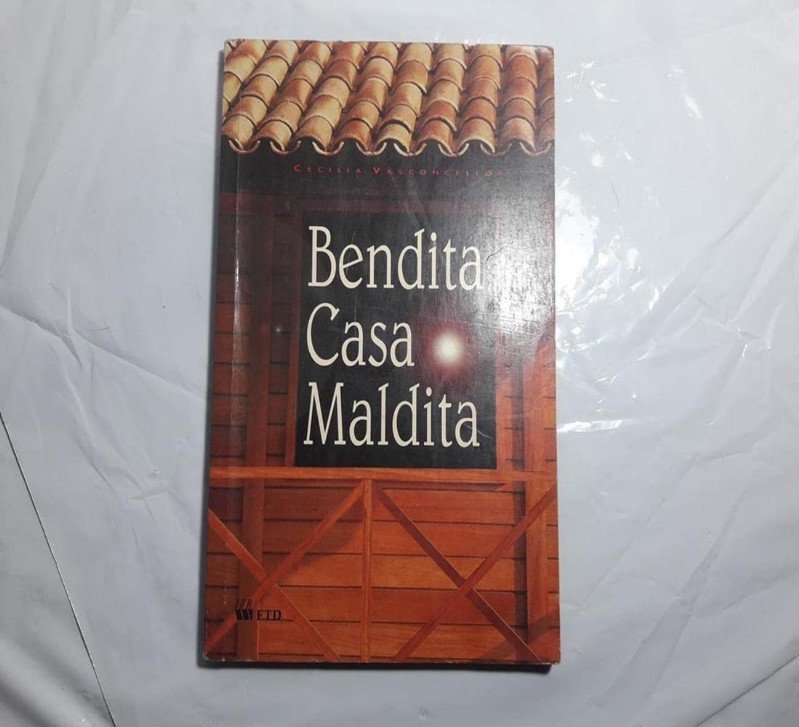 CECILIA VASCONCELLOS
Bendita
Casa
Maldita
FTD